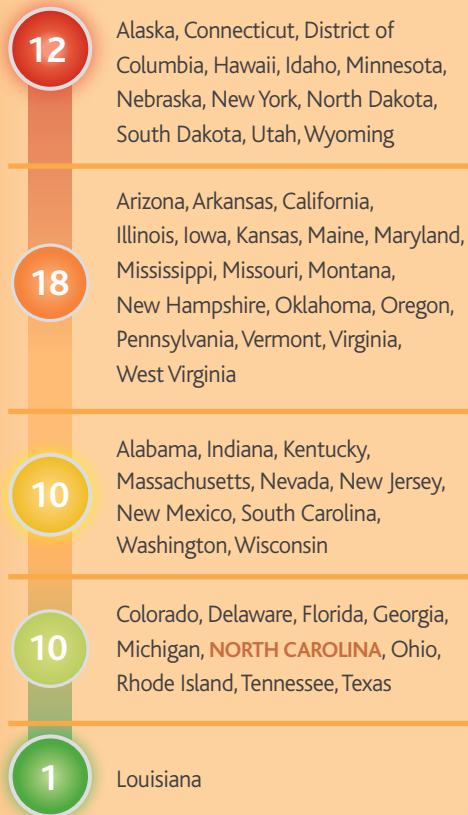 12
Alaska, Connecticut, District of
Columbia, Hawaii, Idaho, Minnesota,
Nebraska, New York, North Dakota,
South Dakota, Utah, Wyoming
18
Arizona, Arkansas, California,
Illinois, Iowa, Kansas, Maine, Maryland,
Mississippi, Missouri, Montana,
New Hampshire, Oklahoma, Oregon,
Pennsylvania, Vermont, Virginia,
West Virginia
10
Alabama, Indiana, Kentucky,
Massachusetts, Nevada, New Jersey,
New Mexico, South Carolina,
Washington, Wisconsin
10
Colorado, Delaware, Florida, Georgia,
Michigan, NORTH CAROLINA, Ohio,
Rhode Island, Tennessee, Texas
1
Louisiana